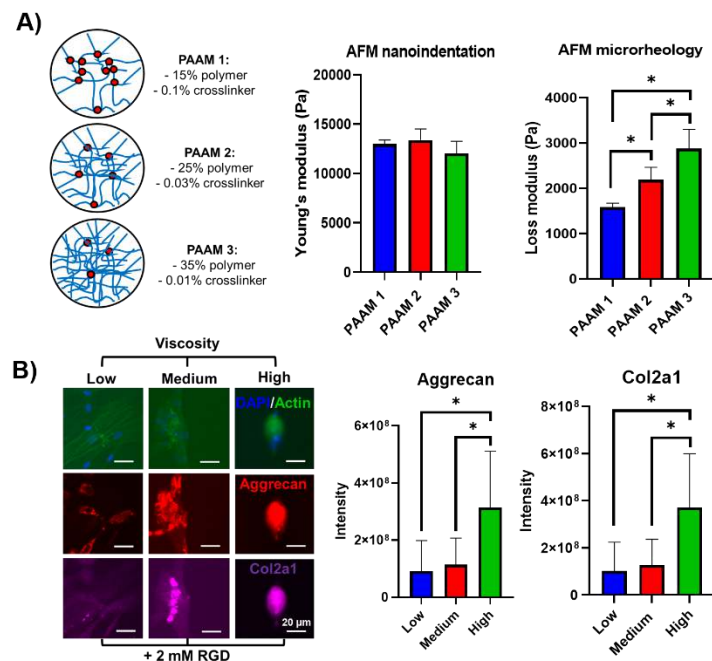 A)
PAAM 1:
- 15% polymer
- 0.1% crosslinker
PAAM 2:
- 25% polymer
- 0.03% crosslinker
PAAM 3:
- 35% polymer
- 0.01% crosslinker
AFM nanoindentation
Young's modulus (Pa)
20000
15000
10000
5000
0
PAAM 1
PAAM 2
PAAM 3
AFM microrheology
Loss modulus (Pa)
4000
3000
2000
1000
0
*
*
*
PAAM 1
PAAM 2
PAAM 3
B)
Viscosity
Low
Medium
High
DAPI/Actin
Aggrecan
Col2a1
20 µm
+ 2 mM RGD
Aggrecan
Intensity
6×10⁸
4×10⁸
2×10⁸
0
*
*
Low
Medium
High
Col2a1
Intensity
8×10⁸
6×10⁸
4×10⁸
2×10⁸
0
*
*
Low
Medium
High